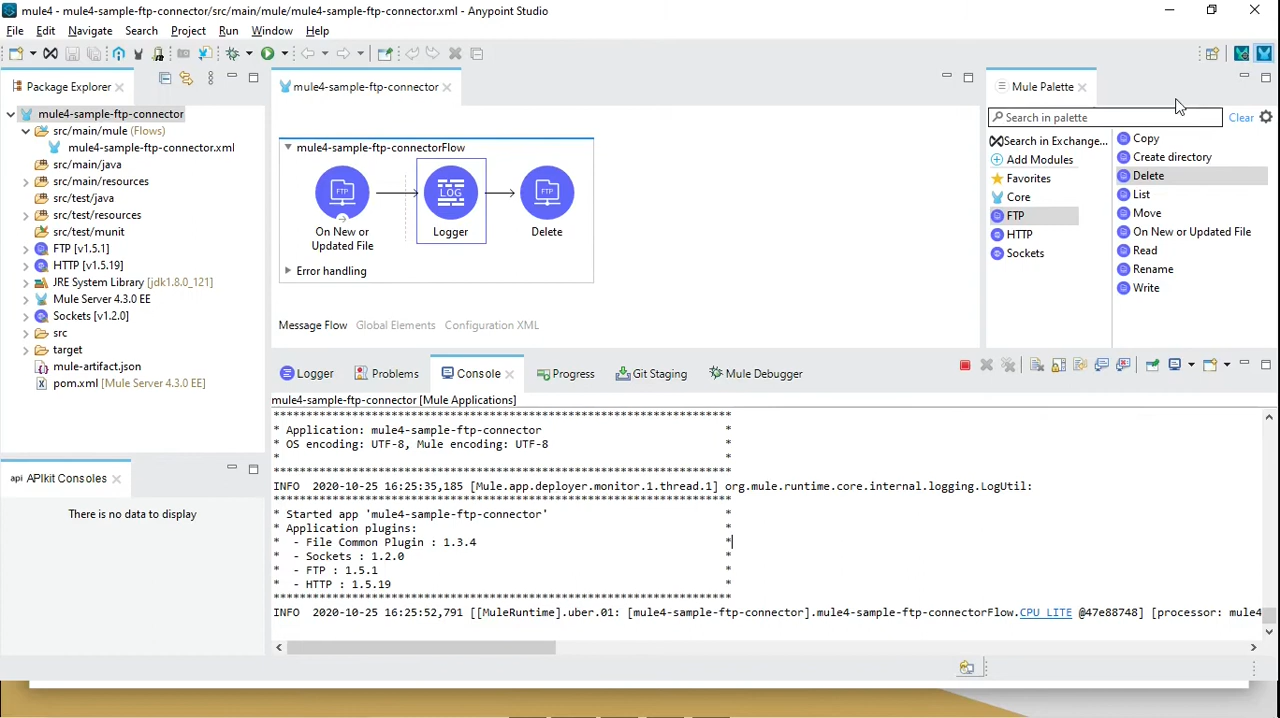 mule4 - mule4-sample-ftp-connector/src/main/mule/mule4-sample-ftp-connector.xml - Anypoint Studio
File Edit Navigate Search Project Run Window Help
Package Explorer
mule4-sample-ftp-connector
src/main/mule (Flows)
mule4-sample-ftp-connector.xml
src/main/java
src/main/resources
src/test/java
src/test/resources
src/test/munit
FTP [v1.5.1]
HTTP [v1.5.19]
JRE System Library [jdk1.8.0_121]
Mule Server 4.3.0 EE
Sockets [v1.2.0]
src
target
mule-artifact.json
pom.xml [Mule Server 4.3.0 EE]
api APIkit Consoles
There is no data to display
mule4-sample-ftp-connector
mule4-sample-ftp-connectorFlow
FTP
LOG
FTP
On New or
Updated File
Logger
Delete
Error handling
Message Flow Global Elements Configuration XML
Mule Palette
Search in palette
Clear
Search in Exchange...
Add Modules
Favorites
Core
FTP
HTTP
Sockets
Copy
Create directory
Delete
List
Move
On New or Updated File
Read
Rename
Write
Logger Problems Console Progress Git Staging Mule Debugger
mule4-sample-ftp-connector [Mule Applications]
**********************************************************************
* Application: mule4-sample-ftp-connector *
* OS encoding: UTF-8, Mule encoding: UTF-8 *
* *
**********************************************************************
INFO 2020-10-25 16:25:35,185 [Mule.app.deployer.monitor.1.thread.1] org.mule.runtime.core.internal.logging.LogUtil:
**********************************************************************
* Started app 'mule4-sample-ftp-connector' *
* Application plugins: *
* - File Common Plugin : 1.3.4 *
* - Sockets : 1.2.0 *
* - FTP : 1.5.1 *
* - HTTP : 1.5.19 *
**********************************************************************
INFO 2020-10-25 16:25:52,791 [[MuleRuntime].uber.01: [mule4-sample-ftp-connector].mule4-sample-ftp-connectorFlow.CPU_LITE @47e88748] [processor: mule4